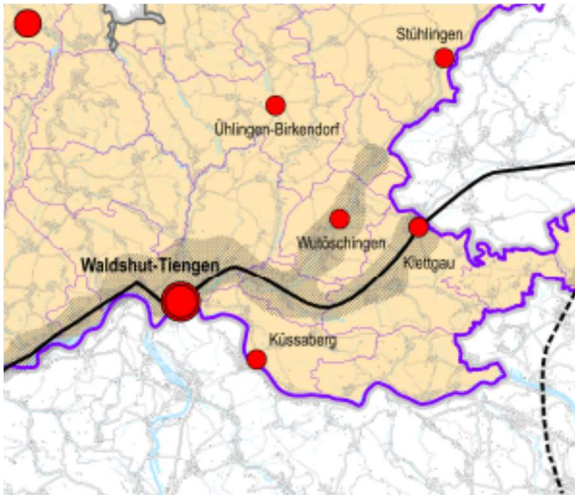 Stühlingen
Ühlingen-Birkendorf
Wutöschingen
Waldshut-Tiengen
Klettgau
Küssaberg